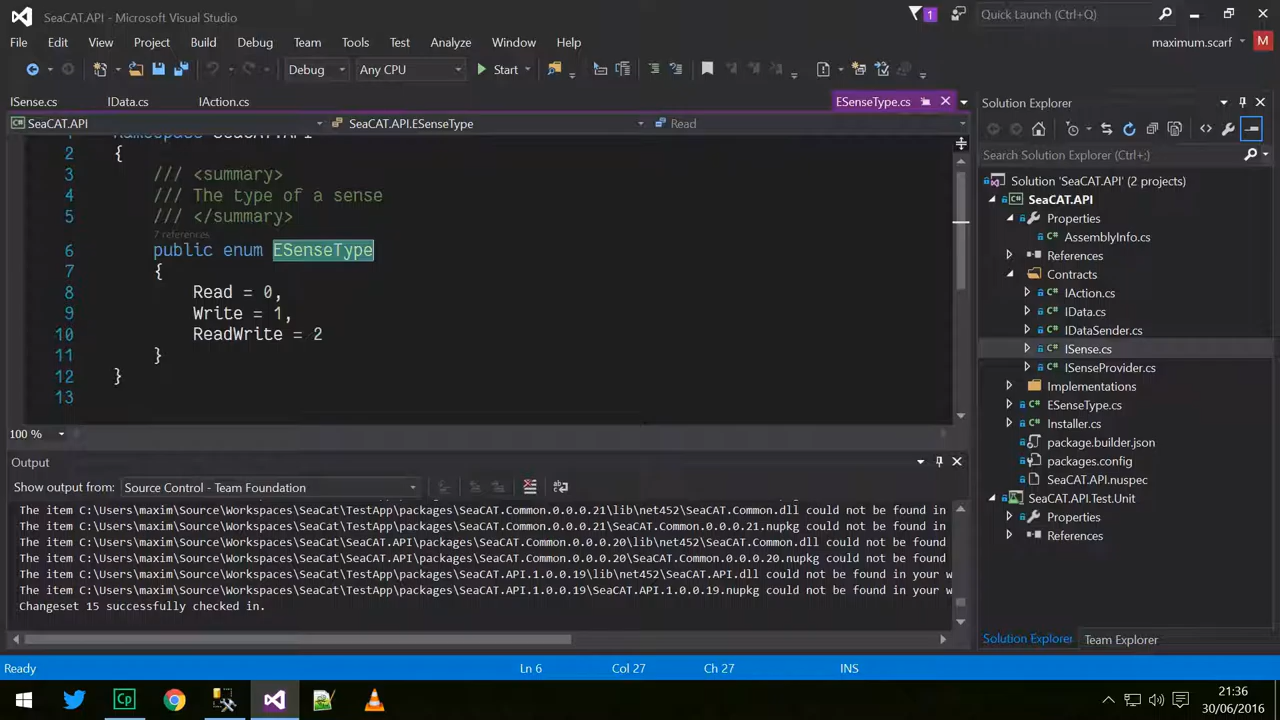 SeaCAT.API - Microsoft Visual Studio
1
Quick Launch (Ctrl+;)
File Edit View Project Build Debug Team Tools Test Analyze Window Help
maximum.scarf
M
Debug
Any CPU
Start
ISense.cs
IData.cs
IAction.cs
ESenseType.cs
SeaCAT.API
SeaCAT.API.ESenseType
Read
1 namespace SeaCAT.API
2 {
3 /// <summary>
4 /// The type of a sense
5 /// </summary>
7 references
6 public enum ESenseType
7 {
8 Read = 0,
9 Write = 1,
10 ReadWrite = 2
11 }
12 }
13
100 %
Output
Show output from: Source Control - Team Foundation
The item C:\Users\maxim\Source\Workspaces\SeaCat\TestApp\packages\SeaCAT.Common.0.0.0.21\lib\net452\SeaCAT.Common.dll could not be found in
The item C:\Users\maxim\Source\Workspaces\SeaCat\TestApp\packages\SeaCAT.Common.0.0.0.21\SeaCAT.Common.0.0.0.21.nupkg could not be found in
The item C:\Users\maxim\Source\Workspaces\SeaCat\SeaCAT.API\packages\SeaCAT.Common.0.0.0.20\lib\net452\SeaCAT.Common.dll could not be found
The item C:\Users\maxim\Source\Workspaces\SeaCat\SeaCAT.API\packages\SeaCAT.Common.0.0.0.20\SeaCAT.Common.0.0.0.20.nupkg could not be found
The item C:\Users\maxim\Source\Workspaces\SeaCat\TestApp\packages\SeaCAT.API.1.0.0.19\lib\net452\SeaCAT.API.dll could not be found in your w
The item C:\Users\maxim\Source\Workspaces\SeaCat\TestApp\packages\SeaCAT.API.1.0.0.19\SeaCAT.API.1.0.0.19.nupkg could not be found in your w
Changeset 15 successfully checked in.
Solution Explorer
Search Solution Explorer (Ctrl+;)
Solution 'SeaCAT.API' (2 projects)
SeaCAT.API
Properties
AssemblyInfo.cs
References
Contracts
IAction.cs
IData.cs
IDataSender.cs
ISense.cs
ISenseProvider.cs
Implementations
ESenseType.cs
Installer.cs
package.builder.json
packages.config
SeaCAT.API.nuspec
SeaCAT.API.Test.Unit
Properties
References
Solution Explorer
Team Explorer
Ready
Ln 6
Col 27
Ch 27
INS
Cp
21:36
30/06/2016